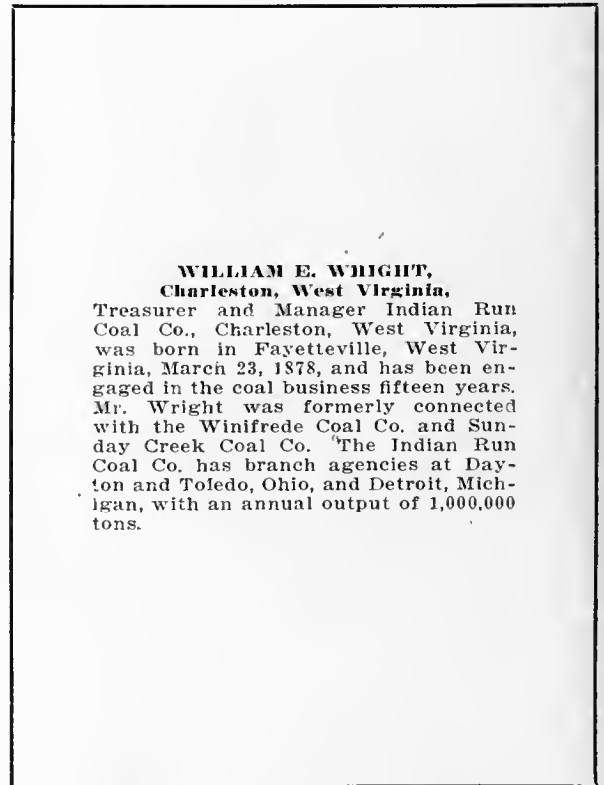 WILLIAM E. WRIGHT,
Charleston, West Virginia,
Treasurer and Manager Indian Run
Coal Co., Charleston, West Virginia,
was born in Fayetteville, West Vir-
ginia, March 23, 1878, and has been en-
gaged in the coal business fifteen years.
Mr. Wright was formerly connected
with the Winifrede Coal Co. and Sun-
day Creek Coal Co. The Indian Run
Coal Co. has branch agencies at Day-
ton and Toledo, Ohio, and Detroit, Mich-
igan, with an annual output of 1,000,000
tons.